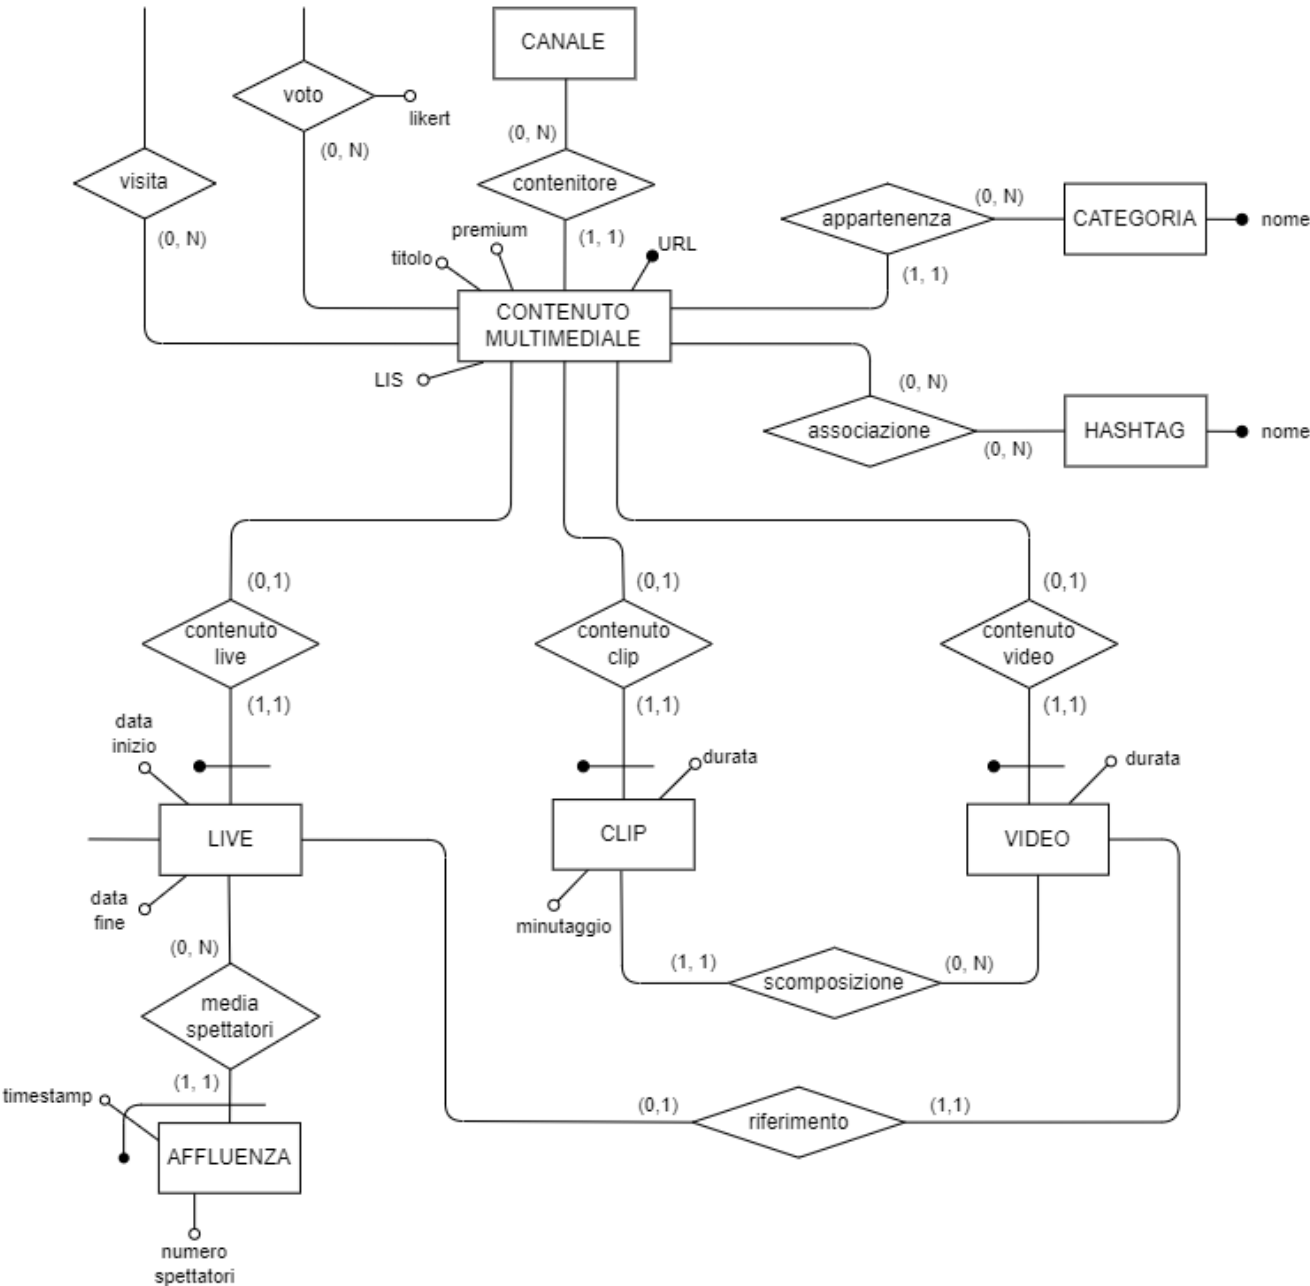 CANALE
voto
likert
(0, N)
(0, N)
visita
contenitore
(0, N)
(1, 1)
appartenenza
(0, N)
CATEGORIA
nome
(1, 1)
titolo
premium
URL
CONTENUTO
MULTIMEDIALE
LIS
(0, N)
associazione
(0, N)
HASHTAG
nome
(0,1)
(0,1)
(0,1)
contenuto
live
contenuto
clip
contenuto
video
(1,1)
(1,1)
(1,1)
data
inizio
durata
durata
LIVE
CLIP
VIDEO
data
fine
minutaggio
(0, N)
(1, 1)
scomposizione
(0, N)
media
spettatori
(1, 1)
timestamp
(0,1)
riferimento
(1,1)
AFFLUENZA
numero
spettatori